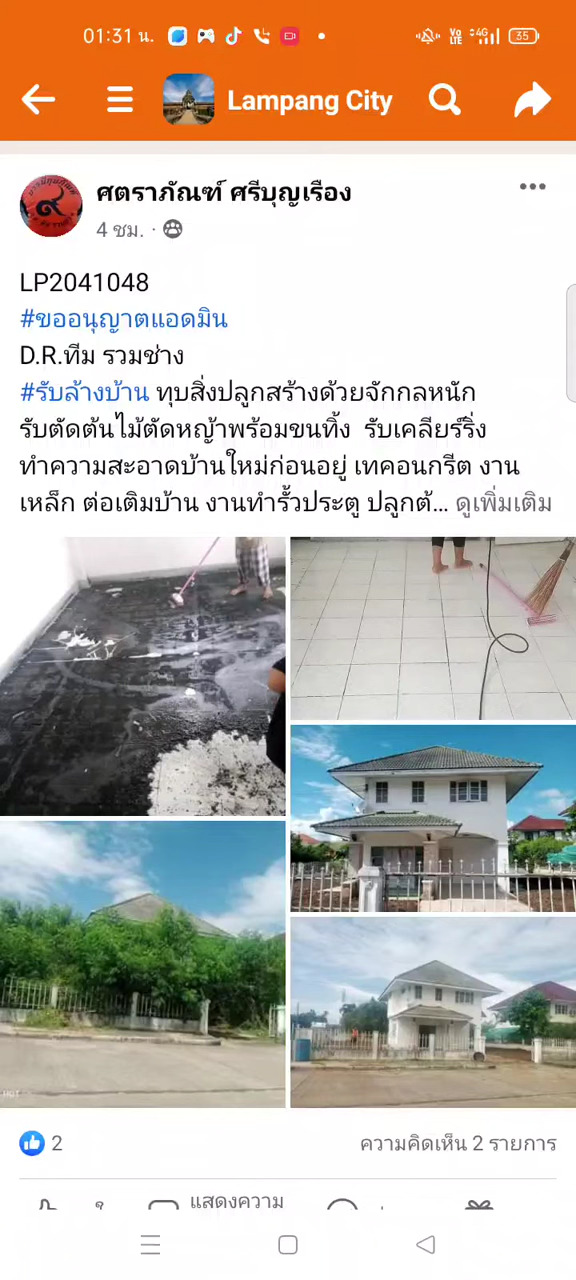 01:31 น.
VO LTE 4G 35
Lampang City
ศตราภัณฑ์ ศรีบุญเรือง
4 ชม. ·
LP2041048
#ขออนุญาตแอดมิน
D.R.ทีม รวมช่าง
#รับล้างบ้าน ทุบสิ่งปลูกสร้างด้วยจักกลหนัก
รับตัดต้นไม้ตัดหญ้าพร้อมขนทิ้ง รับเคลียร์ริ่ง
ทำความสะอาดบ้านใหม่ก่อนอยู่ เทคอนกรีต งาน
เหล็ก ต่อเติมบ้าน งานทำรั้วประตู ปลูกต้... ดูเพิ่มเติม
HOT
2
ความคิดเห็น 2 รายการ
แสดงความ